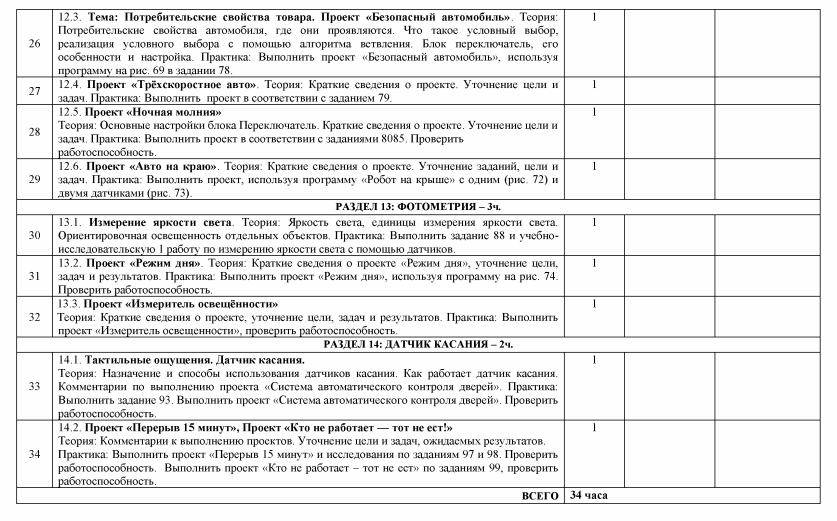 12.3. Тема: Потребительские свойства товара. Проект «Безопасный автомобиль». Теория: 1
Потребительские свойства автомобиля, где они проявляются. Что такое условный выбор,
26 реализация условного выбора с помощью алгоритма ветвления. Блок переключатель, его
особенности и настройка. Практика: Выполнить проект «Безопасный автомобиль», используя
программу на рис. 69 в задании 78.
27 12.4. Проект «Трёхскоростное авто». Теория: Краткие сведения о проекте. Уточнение цели и 1
задач. Практика: Выполнить проект в соответствии с заданием 79.
12.5. Проект «Ночная молния» 1
28 Теория: Основные настройки блока Переключатель. Краткие сведения о проекте. Уточнение цели и
задач. Практика: Выполнить проект в соответствии с заданиями 8085. Проверить
работоспособность.
12.6. Проект «Авто на краю». Теория: Краткие сведения о проекте. Уточнение заданий, цели и 1
29 задач. Практика: Выполнить проект, используя программу «Робот на крыше» с одним (рис. 72) и
двумя датчиками (рис. 73).
РАЗДЕЛ 13: ФОТОМЕТРИЯ – 3ч.
13.1. Измерение яркости света. Теория: Яркость света, единицы измерения яркости света. 1
30 Ориентировочная освещенность отдельных объектов. Практика: Выполнить задание 88 и учебно-
исследовательскую 1 работу по измерению яркости света с помощью датчиков.
13.2. Проект «Режим дня». Теория: Краткие сведения о проекте «Режим дня», уточнение цели, 1
31 задач и результатов. Практика: Выполнить проект «Режим дня», используя программу на рис. 74.
Проверить работоспособность.
13.3. Проект «Измеритель освещённости» 1
32 Теория: Краткие сведения о проекте, уточнение цели, задач и результатов. Практика: Выполнить
проект «Измеритель освещенности», проверить работоспособность.
РАЗДЕЛ 14: ДАТЧИК КАСАНИЯ – 2ч.
14.1. Тактильные ощущения. Датчик касания. 1
Теория: Назначение и способы использования датчиков касания. Как работает датчик касания.
33 Комментарии по выполнению проекта «Система автоматического контроля дверей». Практика:
Выполнить задание 93. Выполнить проект «Система автоматического контроля дверей». Проверить
работоспособность.
14.2. Проект «Перерыв 15 минут», Проект «Кто не работает — тот не ест!» 1
Теория: Комментарии к выполнению проектов. Уточнение цели и задач, ожидаемых результатов.
34 Практика: Выполнить проект «Перерыв 15 минут» и исследования по заданиям 97 и 98. Проверить
работоспособность. Выполнить проект «Кто не работает – тот не ест» по заданиям 99, проверить
работоспособность.
ВСЕГО 34 часа